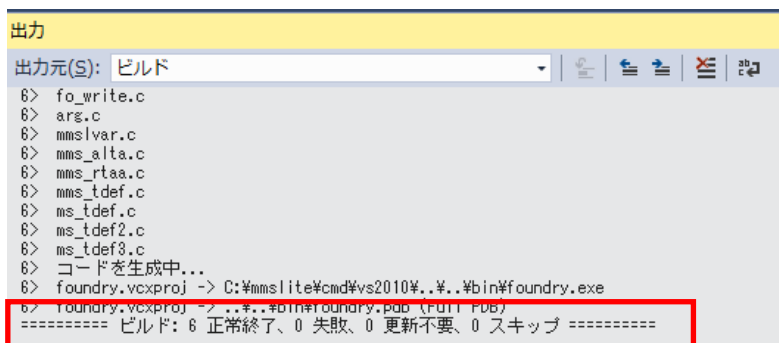 出力
出力元(S): ビルド
6> fo_write.c
6> arg.c
6> mmslvar.c
6> mms_alta.c
6> mms_rtaa.c
6> mms_tdef.c
6> ms_tdef.c
6> ms_tdef2.c
6> ms_tdef3.c
6> コードを生成中...
6> foundry.vcxproj -> C:¥mmslite¥cmd¥vs2010¥..¥..¥bin¥foundry.exe
6> foundry.vcxproj -> ..¥..¥bin¥foundry.pdb (Full PDB)
========== ビルド: 6 正常終了、0 失敗、0 更新不要、0 スキップ ==========